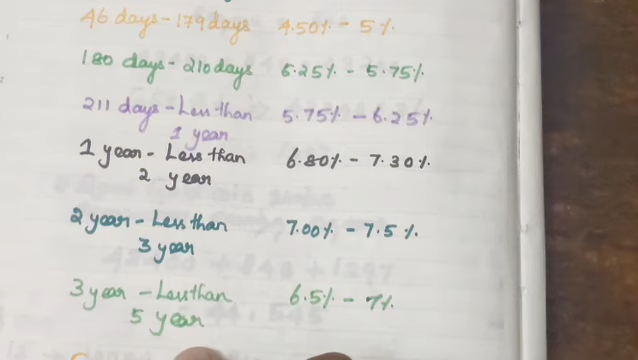 46 days - 179 days 4.50% - 5%
180 days - 210 days 5.25% - 5.75%
211 days - Less than 5.75% - 6.25%
1 year
1 year - Less than 6.80% - 7.30%
2 year
2 year - Less than 7.00% - 7.5%
3 year
3 year - Less than 6.5% - 7%
5 year